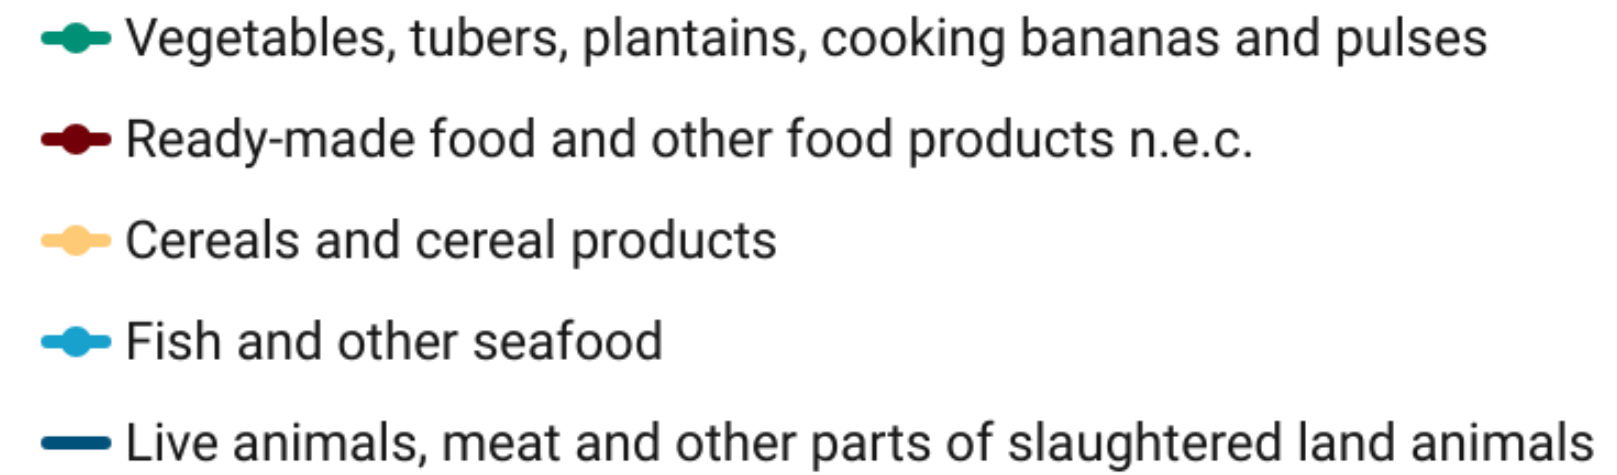 Vegetables, tubers, plantains, cooking bananas and pulses
Ready-made food and other food products n.e.c.
Cereals and cereal products
Fish and other seafood
Live animals, meat and other parts of slaughtered land animals